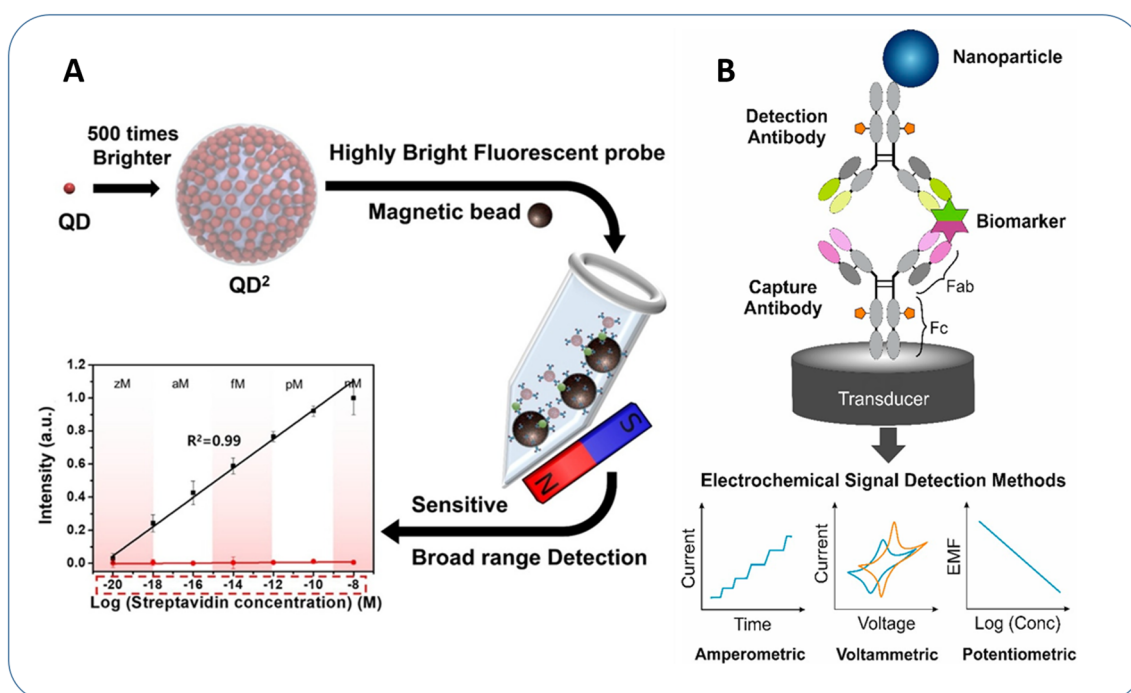 A
500 times
Brighter
QD
QD²
Highly Bright Fluorescent probe
Magnetic bead
S
N
Sensitive
Broad range Detection
Intensity (a.u.)
1.2
1.0
0.8
0.6
0.4
0.2
0.0
zM aM fM pM nM
R²=0.99
-20 -18 -16 -14 -12 -10 -8
Log (Streptavidin concentration) (M)
B
Nanoparticle
Detection
Antibody
Biomarker
Capture
Antibody
Fab
Fc
Transducer
Electrochemical Signal Detection Methods
Current
Time
Amperometric
Current
Voltage
Voltammetric
EMF
Log (Conc)
Potentiometric